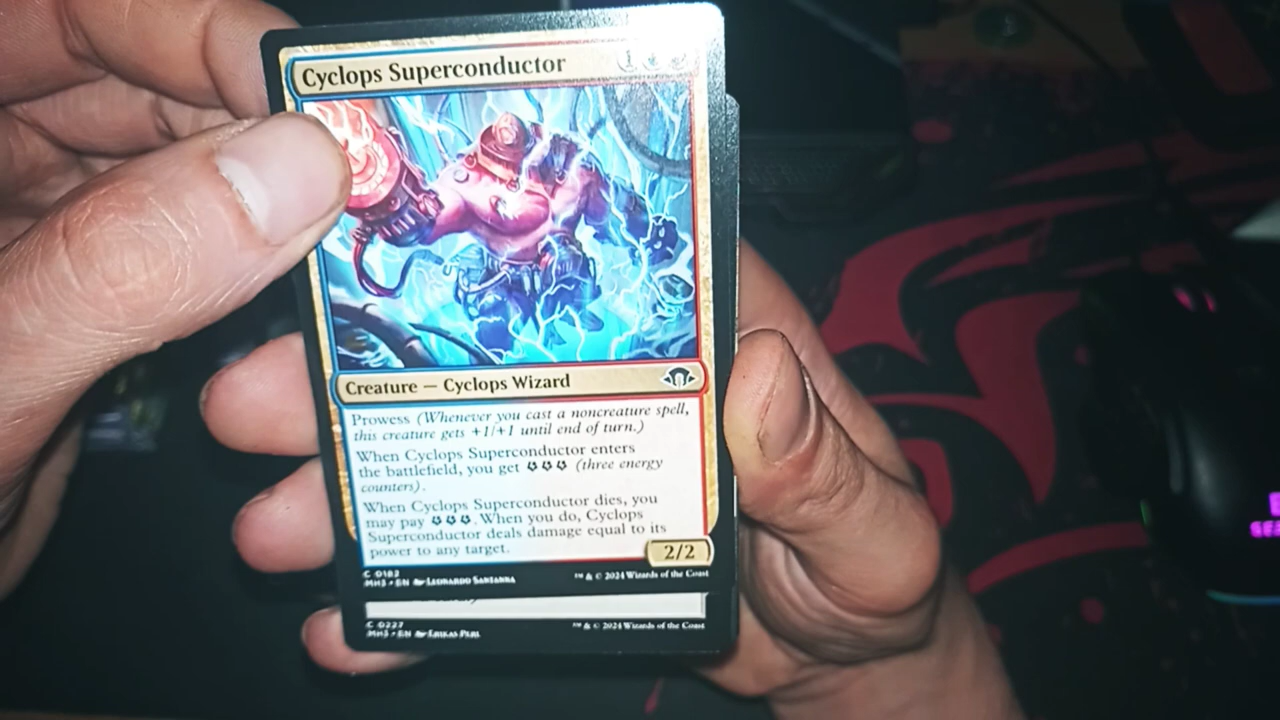 Cyclops Superconductor
Creature — Cyclops Wizard
Prowess (Whenever you cast a noncreature spell,
this creature gets +1/+1 until end of turn.)
When Cyclops Superconductor enters
the battlefield, you get (three energy
counters).
When Cyclops Superconductor dies, you
may pay . When you do, Cyclops
Superconductor deals damage equal to its
power to any target.
2/2
C 0182
MH3 • EN Leonardo Santanna
™ & © 2024 Wizards of the Coast
C 0227
MH3 • EN
™ & © 2024 Wizards of the Coast